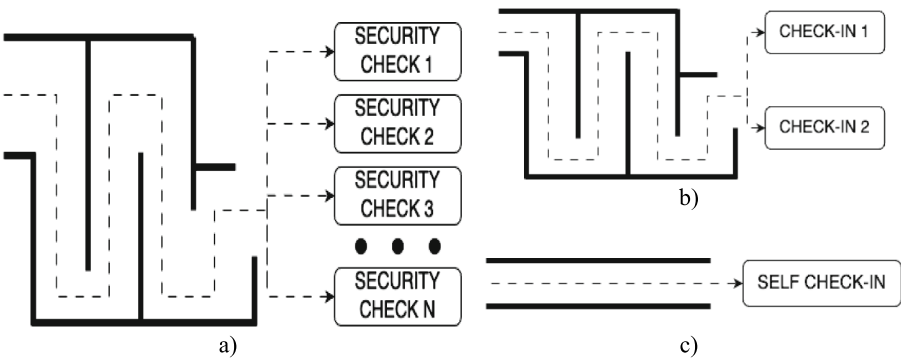 SECURITY
CHECK 1
SECURITY
CHECK 2
SECURITY
CHECK 3
SECURITY
CHECK N
a)
CHECK-IN 1
CHECK-IN 2
b)
SELF CHECK-IN
c)